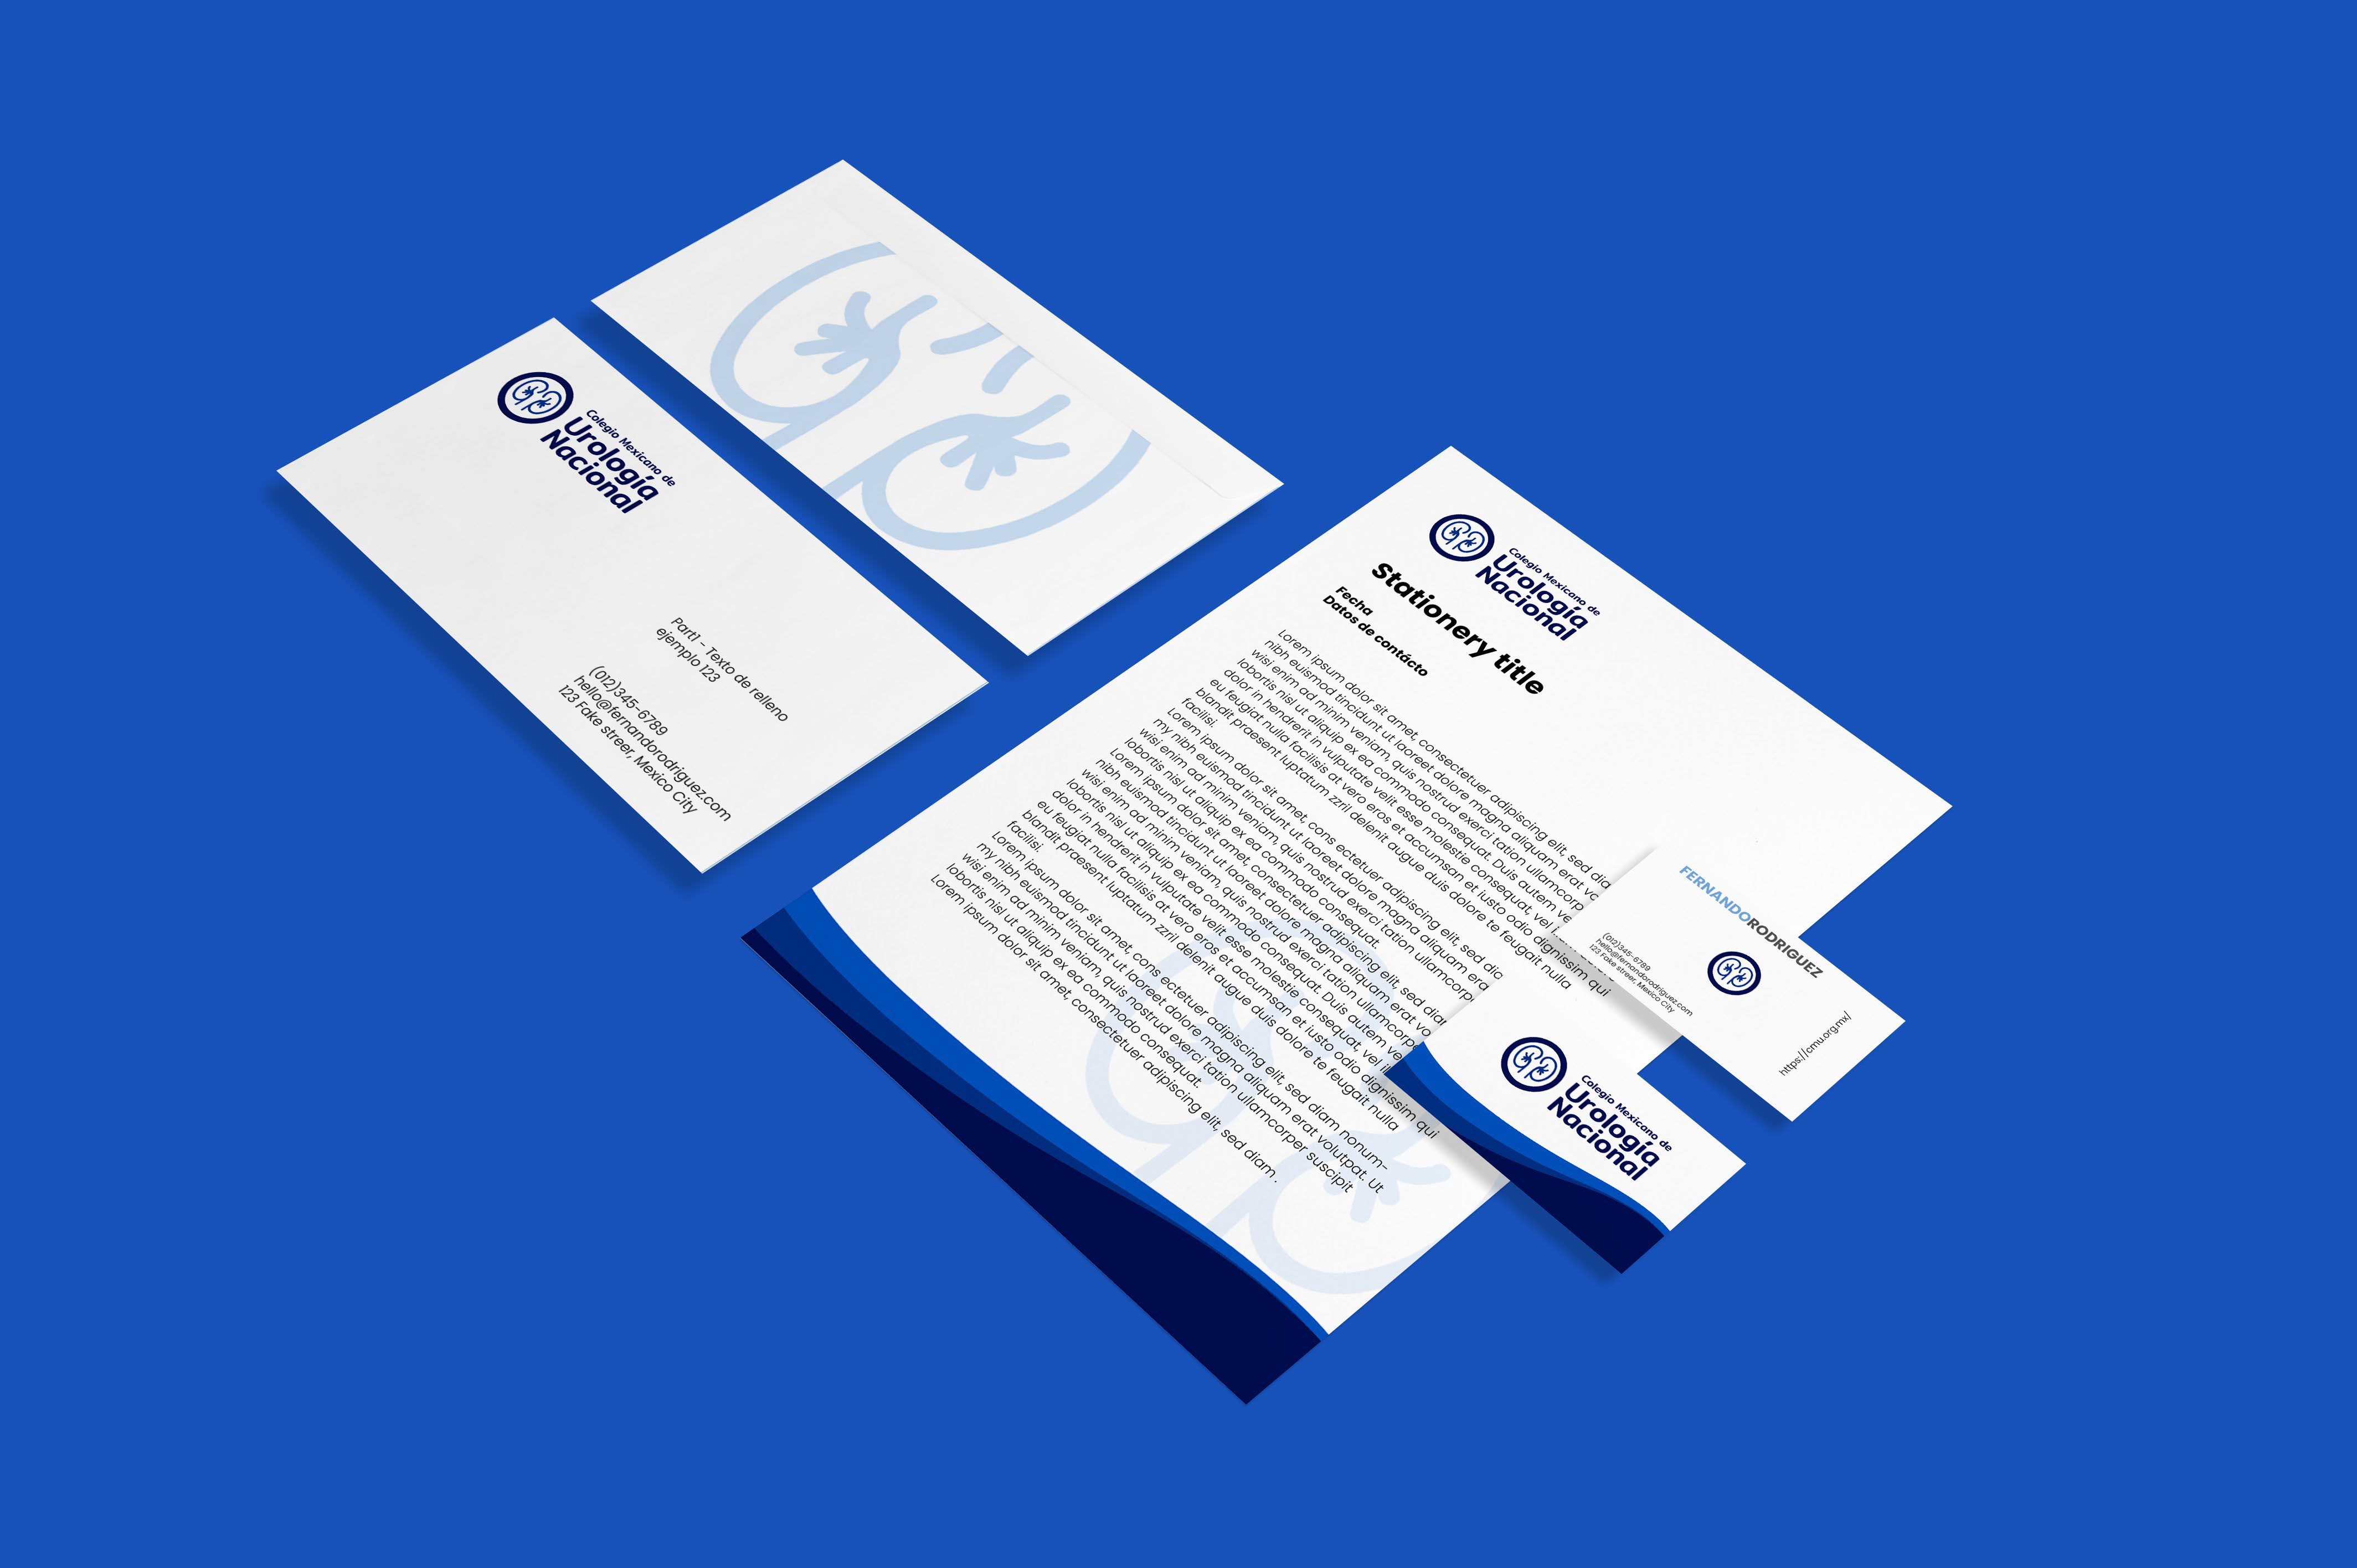 Colegio Mexicano de
Urología
Nacional
Part1 - Texto de relleno
ejemplo 123
(012)345-6789
hello@fernandorodriguez.com
123 Fake streer, Mexico City
Colegio Mexicano de
Urología
Nacional
Stationery title
Fecha
Datos de contácto
Lorem ipsum dolor sit amet, consectetuer adipiscing elit, sed dia
nibh euismod tincidunt ut laoreet dolore magna aliquam erat vo
wisi enim ad minim veniam, quis nostrud exerci tation ullamcorp
lobortis nisl ut aliquip ex ea commodo consequat. Duis autem ve
dolor in hendrerit in vulputate velit esse molestie consequat, vel
eu feugiat nulla facilisis at vero eros et accumsan et iusto odio dignissim qui
blandit praesent luptatum zzril delenit augue duis dolore te feugait nulla
facilisi.
Lorem ipsum dolor sit amet, cons ectetuer adipiscing elit, sed dic
my nibh euismod tincidunt ut laoreet dolore magna aliquam era
wisi enim ad minim veniam, quis nostrud exerci tation ullamcorp
lobortis nisl ut aliquip ex ea commodo consequat.
Lorem ipsum dolor sit amet, consectetuer adipiscing elit, sed diar
nibh euismod tincidunt ut laoreet dolore magna aliquam erat vo
wisi enim ad minim veniam, quis nostrud exerci tation ullamcorpe
lobortis nisl ut aliquip ex ea commodo consequat. Duis autem ve
dolor in hendrerit in vulputate velit esse molestie consequat, vel il
eu feugiat nulla facilisis at vero eros et accumsan et iusto odio dignissim qui
blandit praesent luptatum zzril delenit augue duis dolore te feugait nulla
facilisi.
Lorem ipsum dolor sit amet, cons ectetuer adipiscing elit, sed diam nonum-
my nibh euismod tincidunt ut laoreet dolore magna aliquam erat volutpat. Ut
wisi enim ad minim veniam, quis nostrud exerci tation ullamcorper suscipit
lobortis nisl ut aliquip ex ea commodo consequat.
Lorem ipsum dolor sit amet, consectetuer adipiscing elit, sed diam .
FERNANDORODRIGUEZ
(012)345-6789
hello@fernandorodriguez.com
123 Fake streer, Mexico City
https://cmu.org.mx/
Colegio Mexicano de
Urología
Nacional